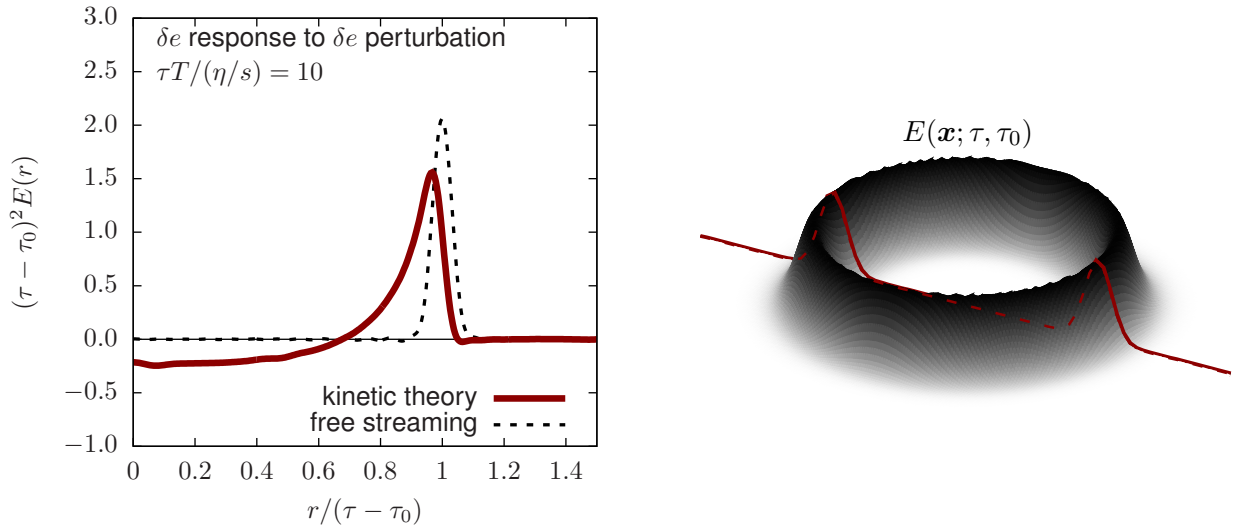 δe response to δe perturbation
τT/(η/s) = 10
3.0
2.5
2.0
1.5
1.0
0.5
0.0
−0.5
−1.0
(τ − τ₀)²E(r)
kinetic theory
free streaming
0 0.2 0.4 0.6 0.8 1 1.2 1.4
r/(τ − τ₀)
E(x; τ, τ₀)